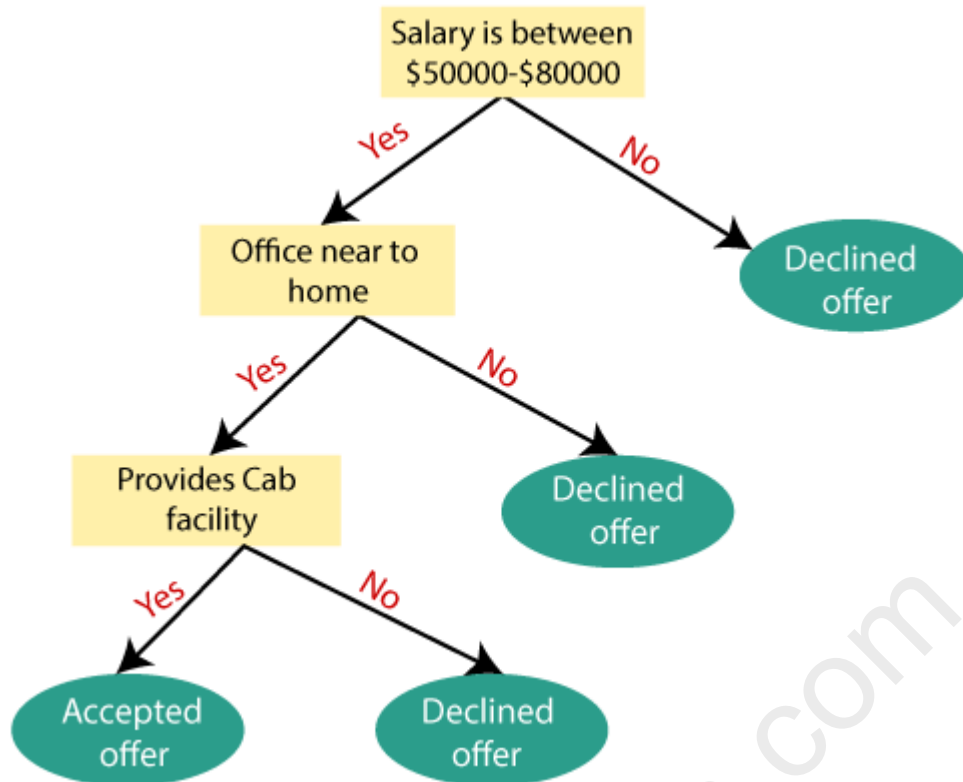 Salary is between
$50000-$80000
Yes
No
Office near to
home
Declined
offer
Yes
No
Provides Cab
facility
Declined
offer
Yes
No
Accepted
offer
Declined
offer
com